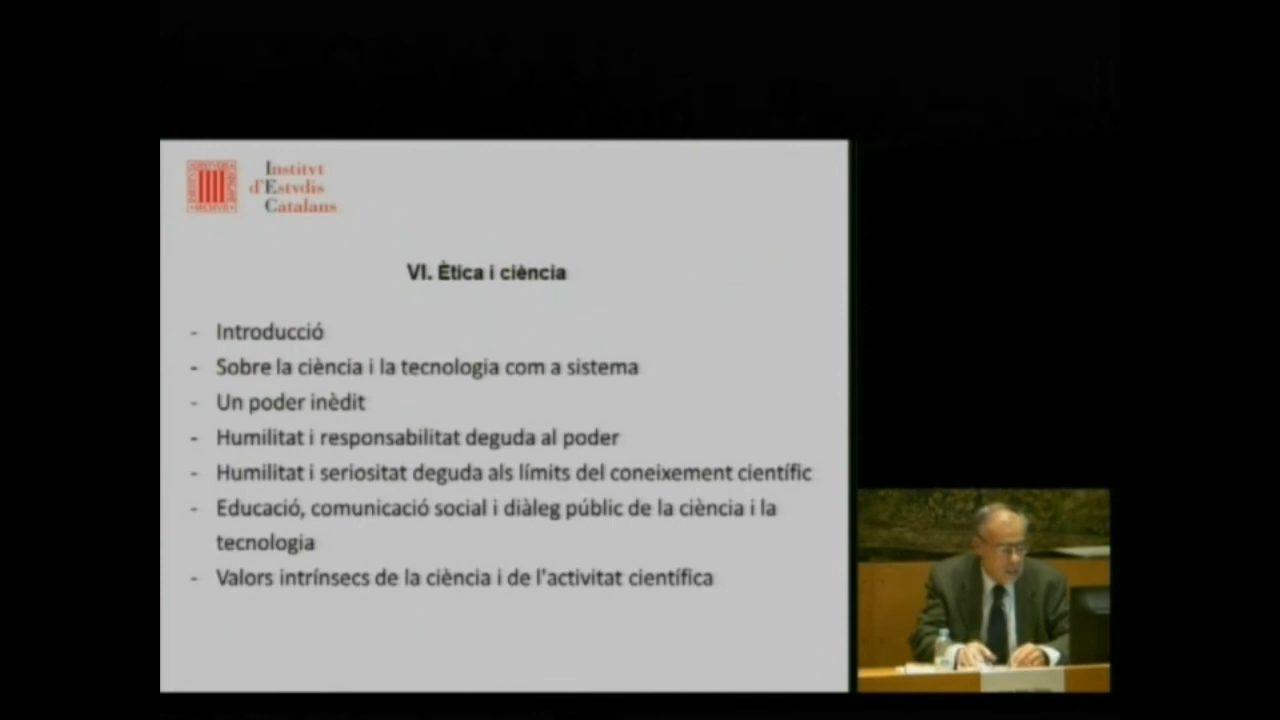 Institvt
d'Estvdis
Catalans
VI. Ètica i ciència
- Introducció
- Sobre la ciència i la tecnologia com a sistema
- Un poder inèdit
- Humilitat i responsabilitat deguda al poder
- Humilitat i seriositat deguda als límits del coneixement científic
- Educació, comunicació social i diàleg públic de la ciència i la
tecnologia
- Valors intrínsecs de la ciència i de l'activitat científica